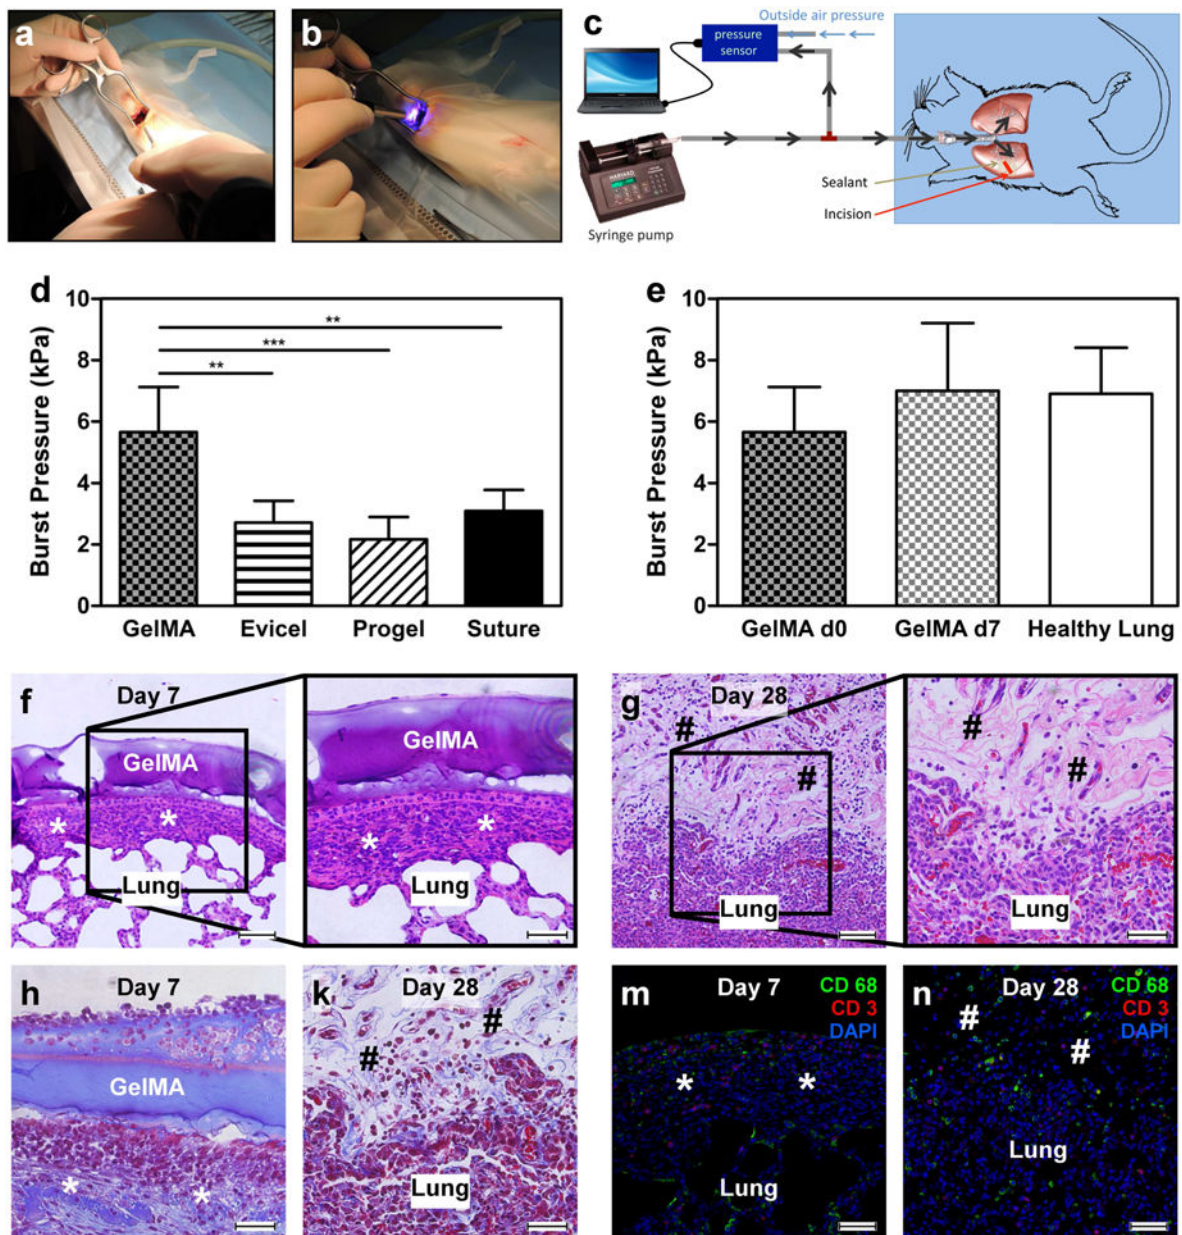 a
b
c
Outside air pressure
pressure
sensor
HARVARD
Syringe pump
Sealant
Incision
d
Burst Pressure (kPa)
10
8
6
4
2
0
**
***
**
GelMA
Evicel
Progel
Suture
e
Burst Pressure (kPa)
10
8
6
4
2
0
GelMA d0
GelMA d7
Healthy Lung
f
Day 7
GelMA
*
*
Lung
GelMA
*
*
Lung
g
Day 28
#
#
Lung
#
#
Lung
h
Day 7
GelMA
*
*
k
Day 28
#
#
Lung
m
Day 7
CD 68
CD 3
DAPI
*
*
Lung
n
Day 28
CD 68
CD 3
DAPI
#
#
Lung